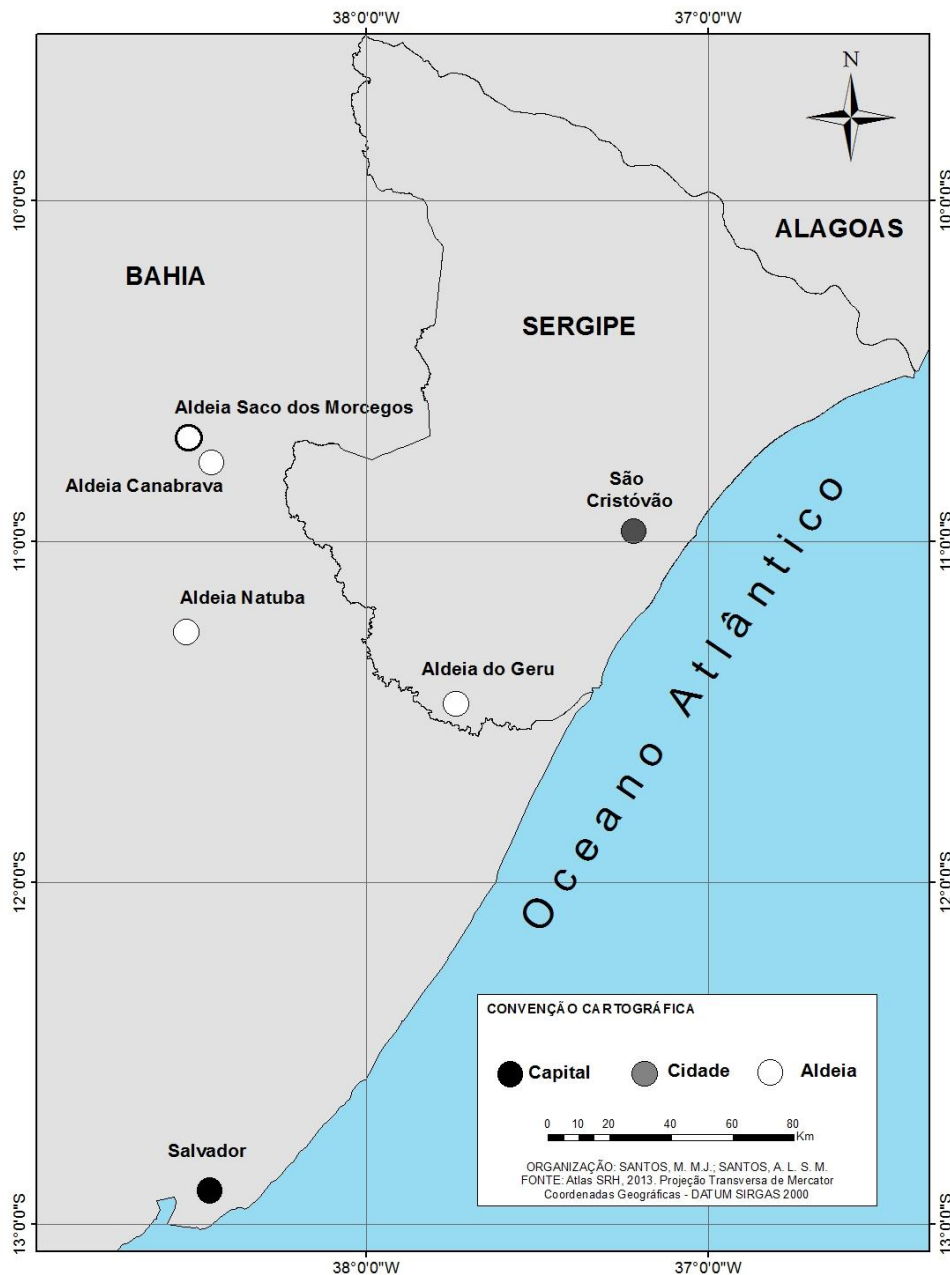 38°0'0"W
37°0'0"W
N
10°0'0"S
10°0'0"S
ALAGOAS
BAHIA
SERGIPE
Aldeia Saco dos Morcegos
Aldeia Canabrava
São
Cristóvão
11°0'0"S
11°0'0"S
Aldeia Natuba
Aldeia do Geru
Oceano Atlântico
12°0'0"S
12°0'0"S
CONVENÇÃO CARTOGRÁFICA
Capital
Cidade
Aldeia
0 10 20 40 60 80
Km
ORGANIZAÇÃO: SANTOS, M. M.J.; SANTOS, A. L. S. M.
FONTE: Atlas SRH, 2013. Projeção Transversa de Mercator
Coordenadas Geográficas - DATUM SIRGAS 2000
Salvador
13°0'0"S
13°0'0"S
38°0'0"W
37°0'0"W